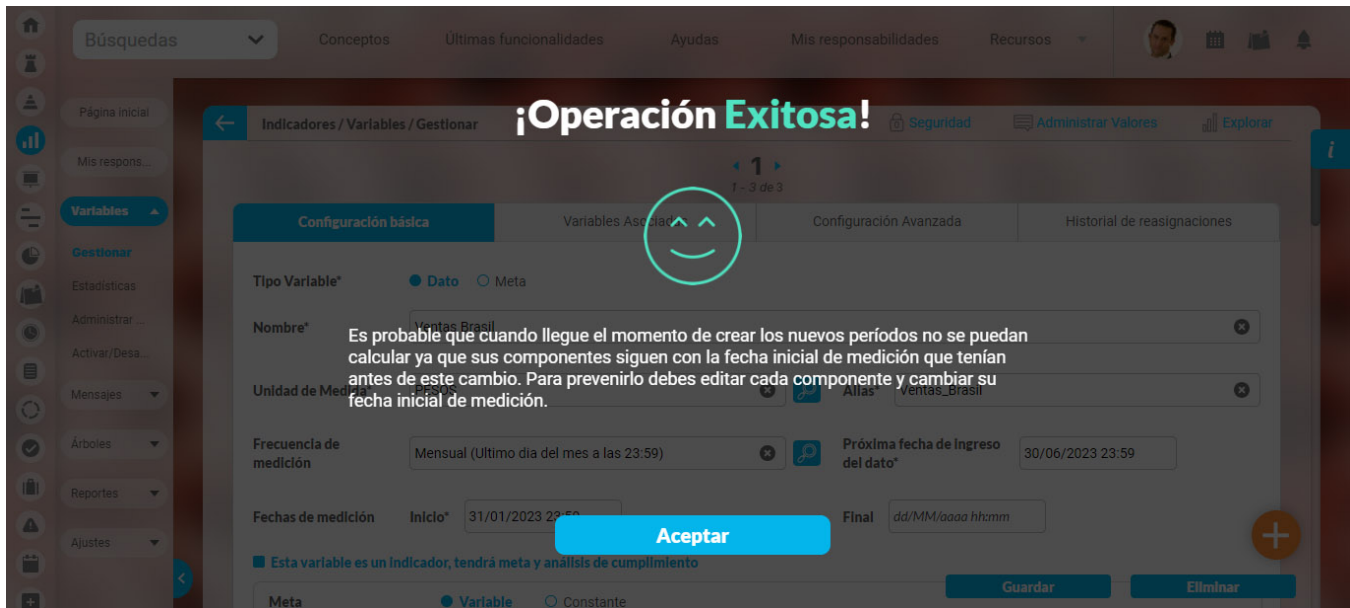 Búsquedas
Conceptos
Últimas funcionalidades
Ayudas
Mis responsabilidades
Recursos
Página inicial
Mis respons...
Variables
Gestionar
Estadísticas
Administrar ...
Activar/Desa...
Mensajes
Árboles
Reportes
Ajustes
Indicadores / Variables / Gestionar
¡Operación Exitosa!
Seguridad
Administrar Valores
Explorar
i
1
1 - 3 de 3
Configuración básica
Variables Asociadas
Configuración Avanzada
Historial de reasignaciones
Tipo Variable*
Dato
Meta
Nombre*
Ventas Brasil
Es probable que cuando llegue el momento de crear los nuevos períodos no se puedan
calcular ya que sus componentes siguen con la fecha inicial de medición que tenían
antes de este cambio. Para prevenirlo debes editar cada componente y cambiar su
fecha inicial de medición.
Unidad de Medida*
PESOS
Alias*
Ventas_Brasil
Frecuencia de
medición
Mensual (Ultimo dia del mes a las 23:59)
Próxima fecha de ingreso
del dato*
30/06/2023 23:59
Fechas de medición
Inicio*
31/01/2023 23:59
Final
dd/MM/aaaa hh:mm
Aceptar
Esta variable es un indicador, tendrá meta y análisis de cumplimiento
Meta
Variable
Constante
Guardar
Eliminar